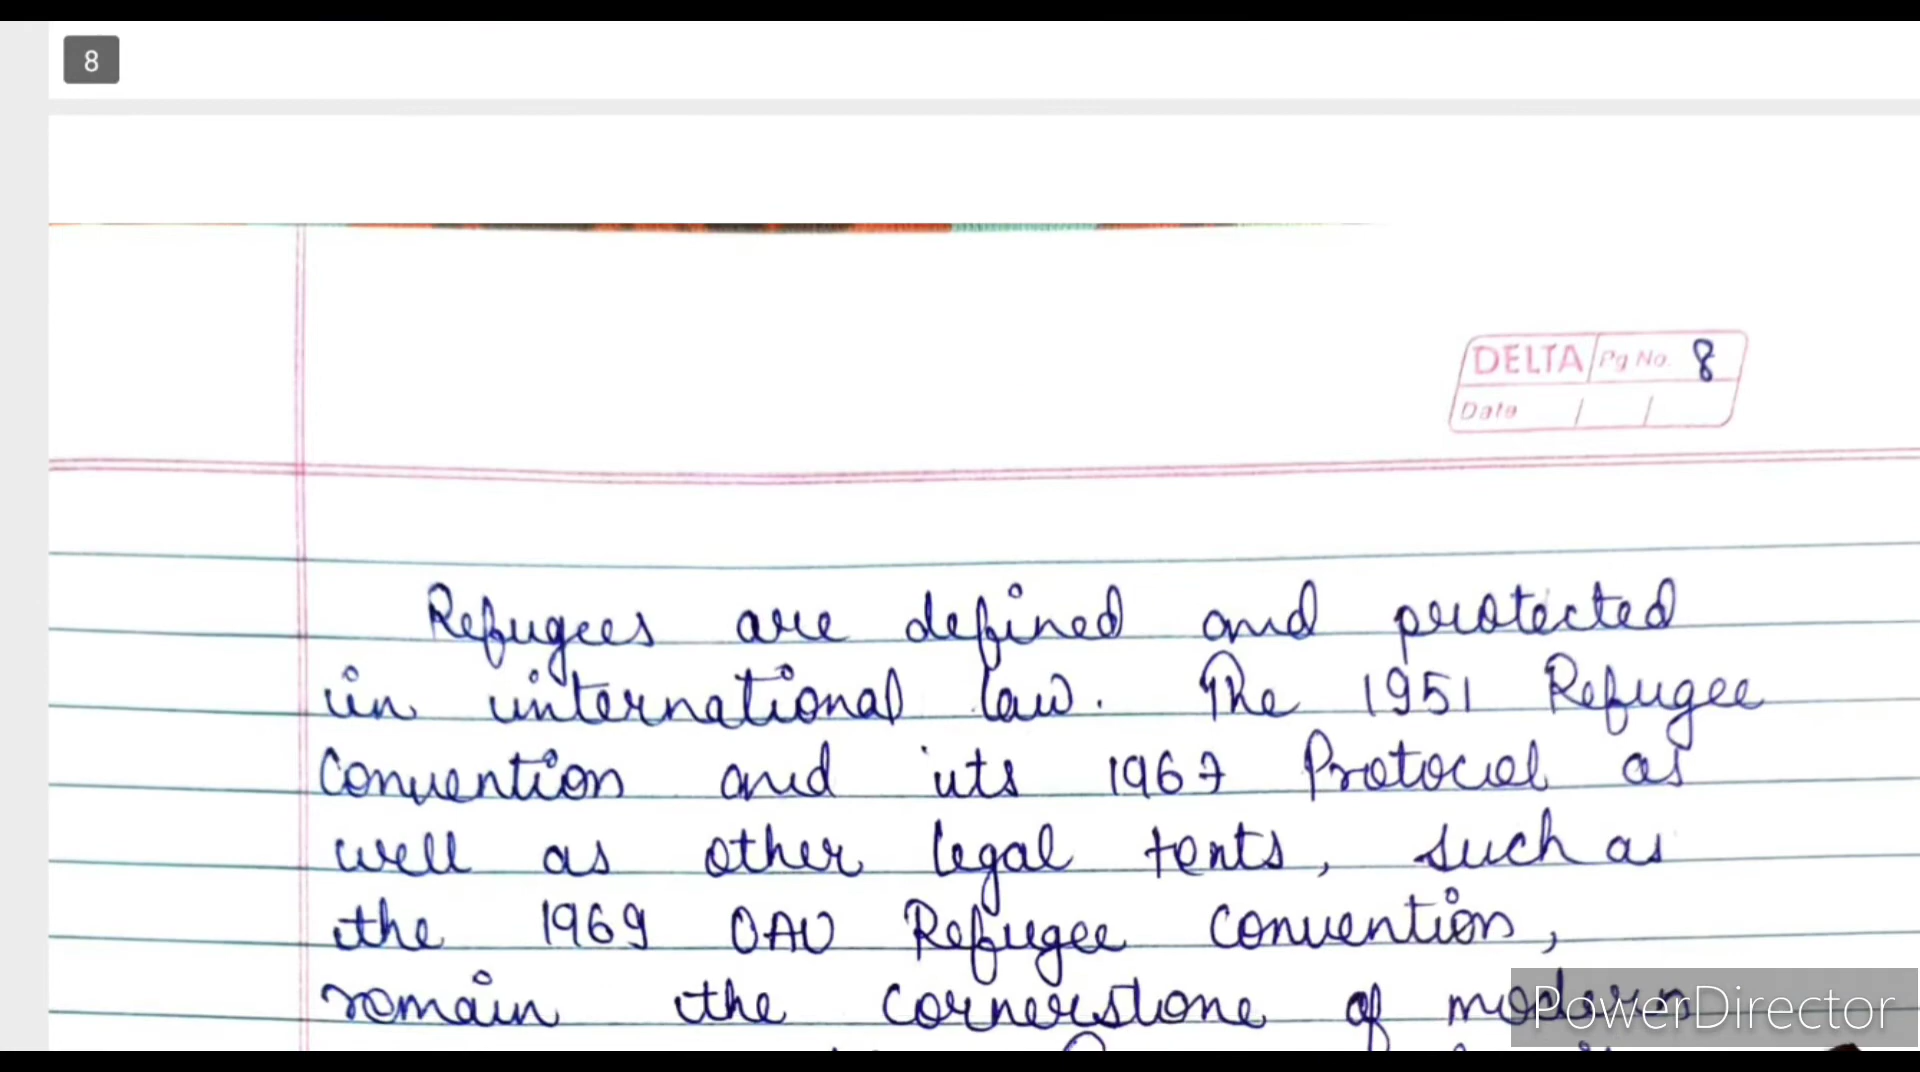 8
DELTA Pg No. 8
Date / /
Refugees are defined and protected
in international law. The 1951 Refugee
Convention and its 1967 Protocol as
well as other legal texts, such as
the 1969 OAU Refugee Convention,
remain the cornerstone of modern
PowerDirector